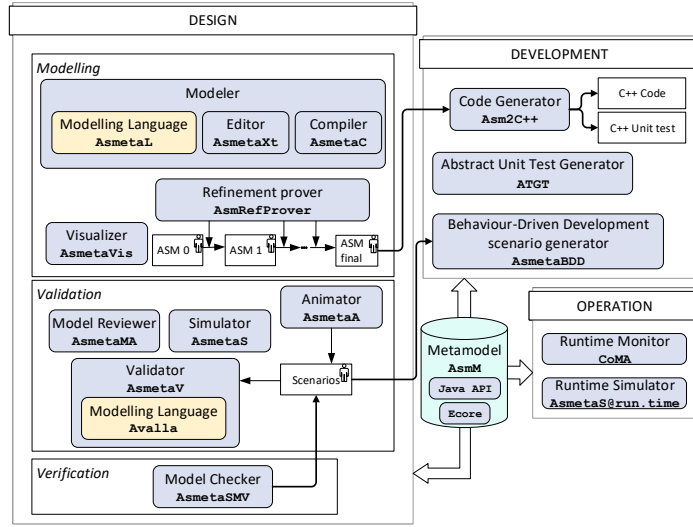 DESIGN
Modelling
Modeler
Modelling Language
AsmetaL
Editor
AsmetaXt
Compiler
AsmetaC
Refinement prover
AsmRefProver
Visualizer
AsmetaVis
ASM 0
ASM 1
...
ASM
final
Validation
Model Reviewer
AsmetaMA
Simulator
AsmetaS
Animator
AsmetaA
Validator
AsmetaV
Modelling Language
Avalla
Scenarios
Verification
Model Checker
AsmetaSMV
DEVELOPMENT
Code Generator
Asm2C++
C++ Code
C++ Unit test
Abstract Unit Test Generator
ATGT
Behaviour-Driven Development
scenario generator
AsmetaBDD
Metamodel
AsmM
Java API
Ecore
OPERATION
Runtime Monitor
CoMA
Runtime Simulator
AsmetaS@run.time